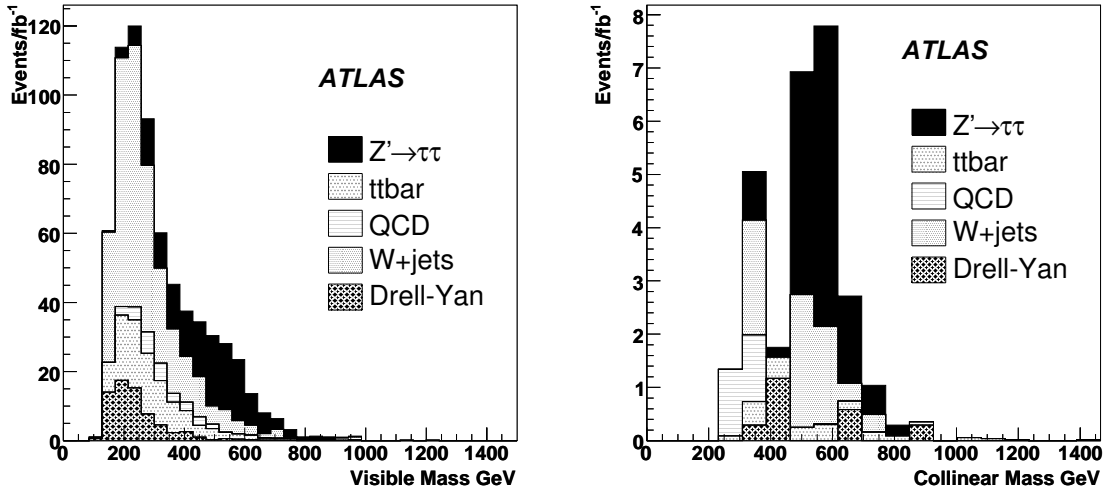 Events/fb-1
120
100
80
60
40
20
0
ATLAS
Z'→ττ
ttbar
QCD
W+jets
Drell-Yan
0 200 400 600 800 1000 1200 1400
Visible Mass GeV
Events/fb-1
8
7
6
5
4
3
2
1
0
ATLAS
Z'→ττ
ttbar
QCD
W+jets
Drell-Yan
0 200 400 600 800 1000 1200 1400
Collinear Mass GeV